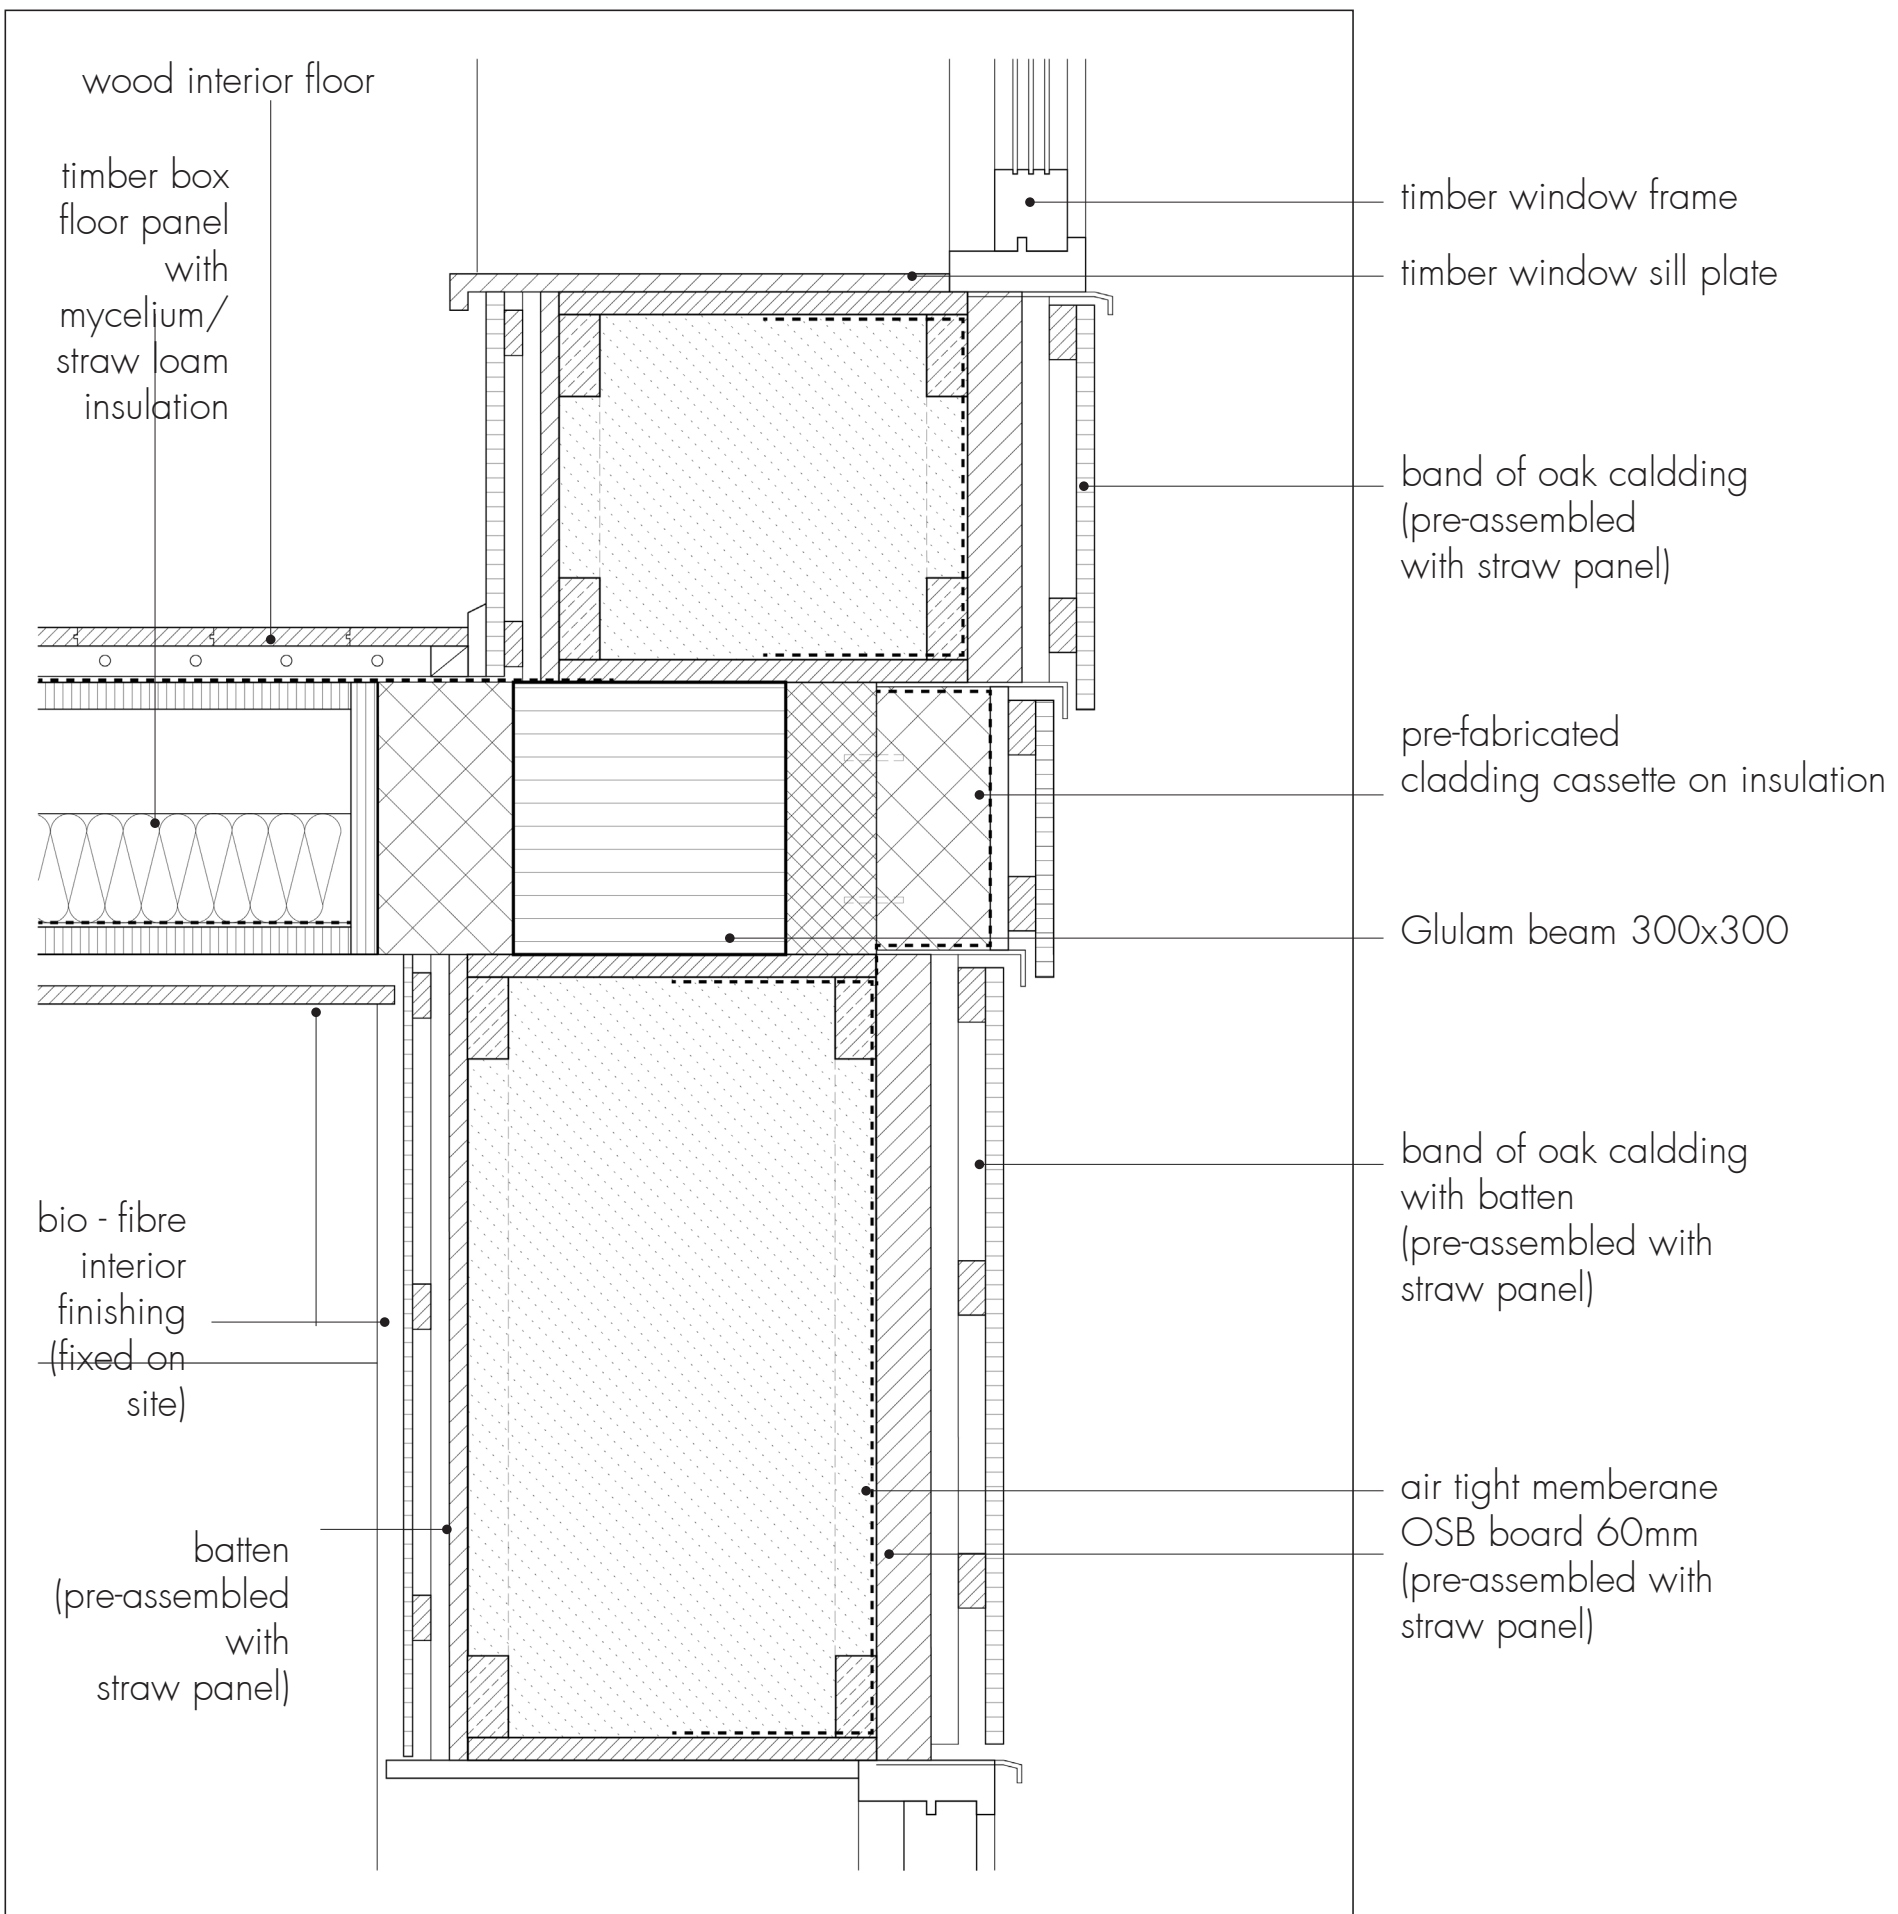 wood interior floor
timber box
floor panel
with
mycelium/
straw loam
insulation
bio - fibre
interior
finishing
(fixed on
site)
batten
(pre-assembled
with
straw panel)
timber window frame
timber window sill plate
band of oak caldding
(pre-assembled
with straw panel)
pre-fabricated
cladding cassette on insulation
Glulam beam 300x300
band of oak caldding
with batten
(pre-assembled with
straw panel)
air tight memberane
OSB board 60mm
(pre-assembled with
straw panel)